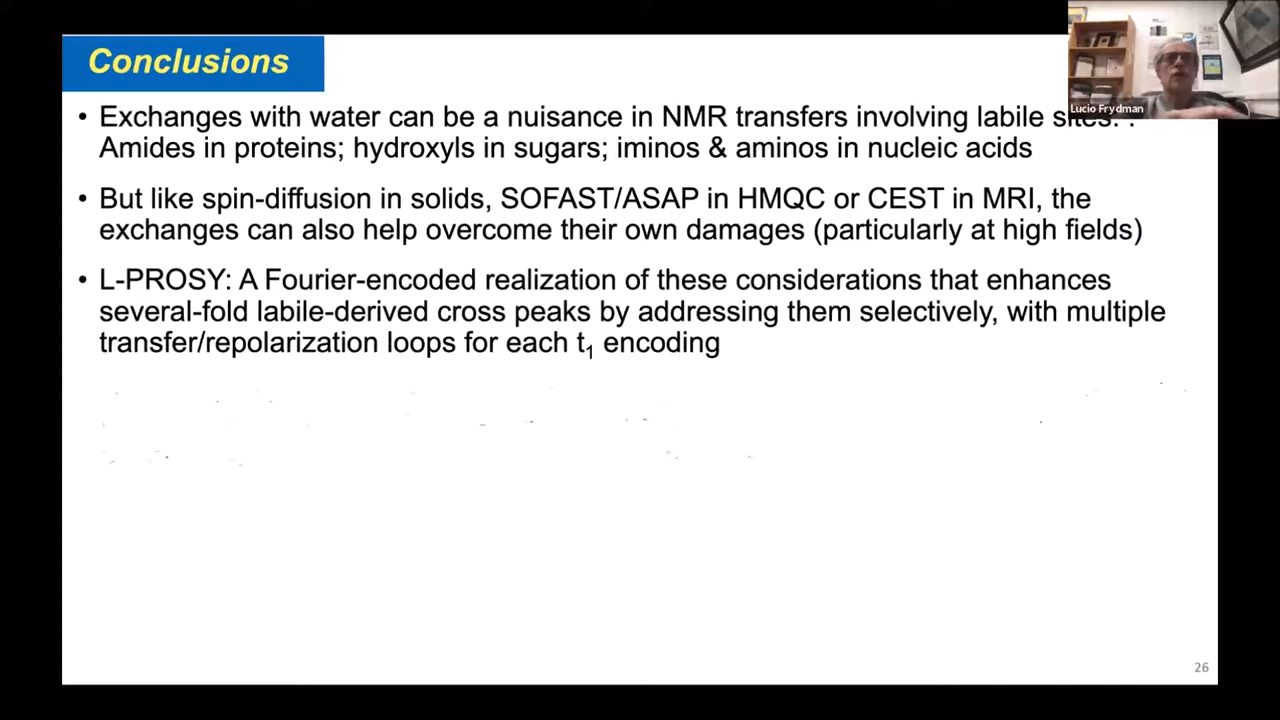 Conclusions
Lucio Frydman
• Exchanges with water can be a nuisance in NMR transfers involving labile sites: :
Amides in proteins; hydroxyls in sugars; iminos & aminos in nucleic acids
• But like spin-diffusion in solids, SOFAST/ASAP in HMQC or CEST in MRI, the
exchanges can also help overcome their own damages (particularly at high fields)
• L-PROSY: A Fourier-encoded realization of these considerations that enhances
several-fold labile-derived cross peaks by addressing them selectively, with multiple
transfer/repolarization loops for each t₁ encoding
26